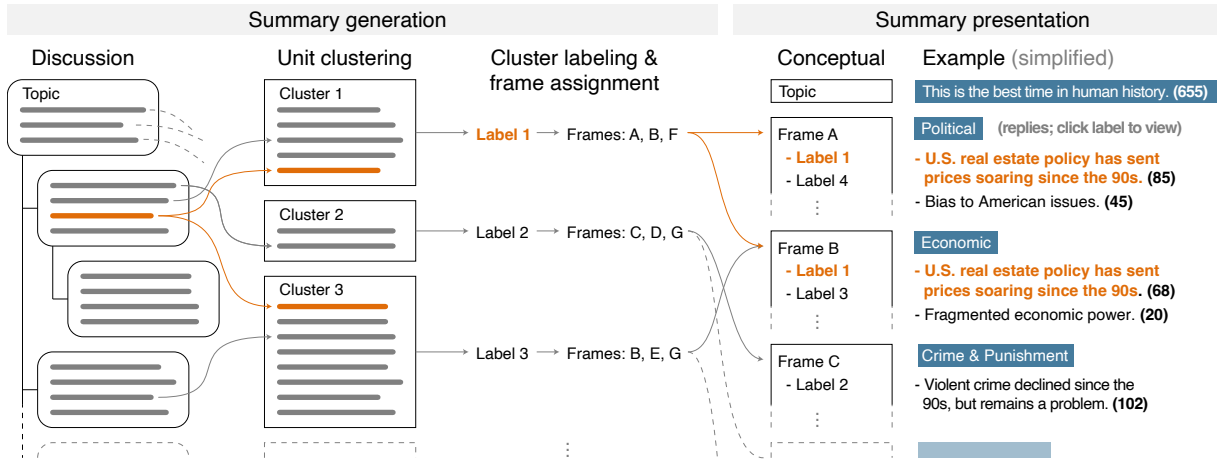 Summary generation
Summary presentation
Discussion
Unit clustering
Cluster labeling &
frame assignment
Conceptual
Example (simplified)
Topic
Cluster 1
Label 1
Frames: A, B, F
Cluster 2
Label 2
Frames: C, D, G
Cluster 3
Label 3
Frames: B, E, G
Topic
Frame A
- Label 1
- Label 4
Frame B
- Label 1
- Label 3
Frame C
- Label 2
This is the best time in human history. (655)
Political
(replies; click label to view)
- U.S. real estate policy has sent
prices soaring since the 90s. (85)
- Bias to American issues. (45)
Economic
- U.S. real estate policy has sent
prices soaring since the 90s. (68)
- Fragmented economic power. (20)
Crime & Punishment
- Violent crime declined since the
90s, but remains a problem. (102)